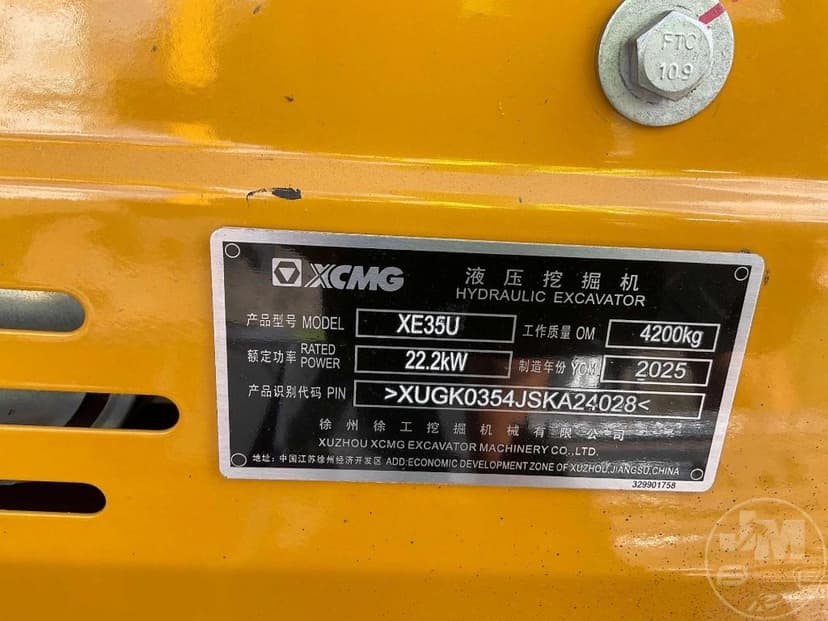 FTC
10.9
XCMG 液压挖掘机
HYDRAULIC EXCAVATOR
产品型号 MODEL XE35U 工作质量 OM 4200kg
额定功率 RATED POWER 22.2kW 制造年份 YOM 2025
产品识别代码 PIN >XUGK0354JSKA24028<
徐州徐工挖掘机械有限公司
XUZHOU XCMG EXCAVATOR MACHINERY CO.,LTD.
地址:中国江苏徐州经济开发区 ADD:ECONOMIC DEVELOPMENT ZONE OF XUZHOU,JIANGSU,CHINA
329901758
JM